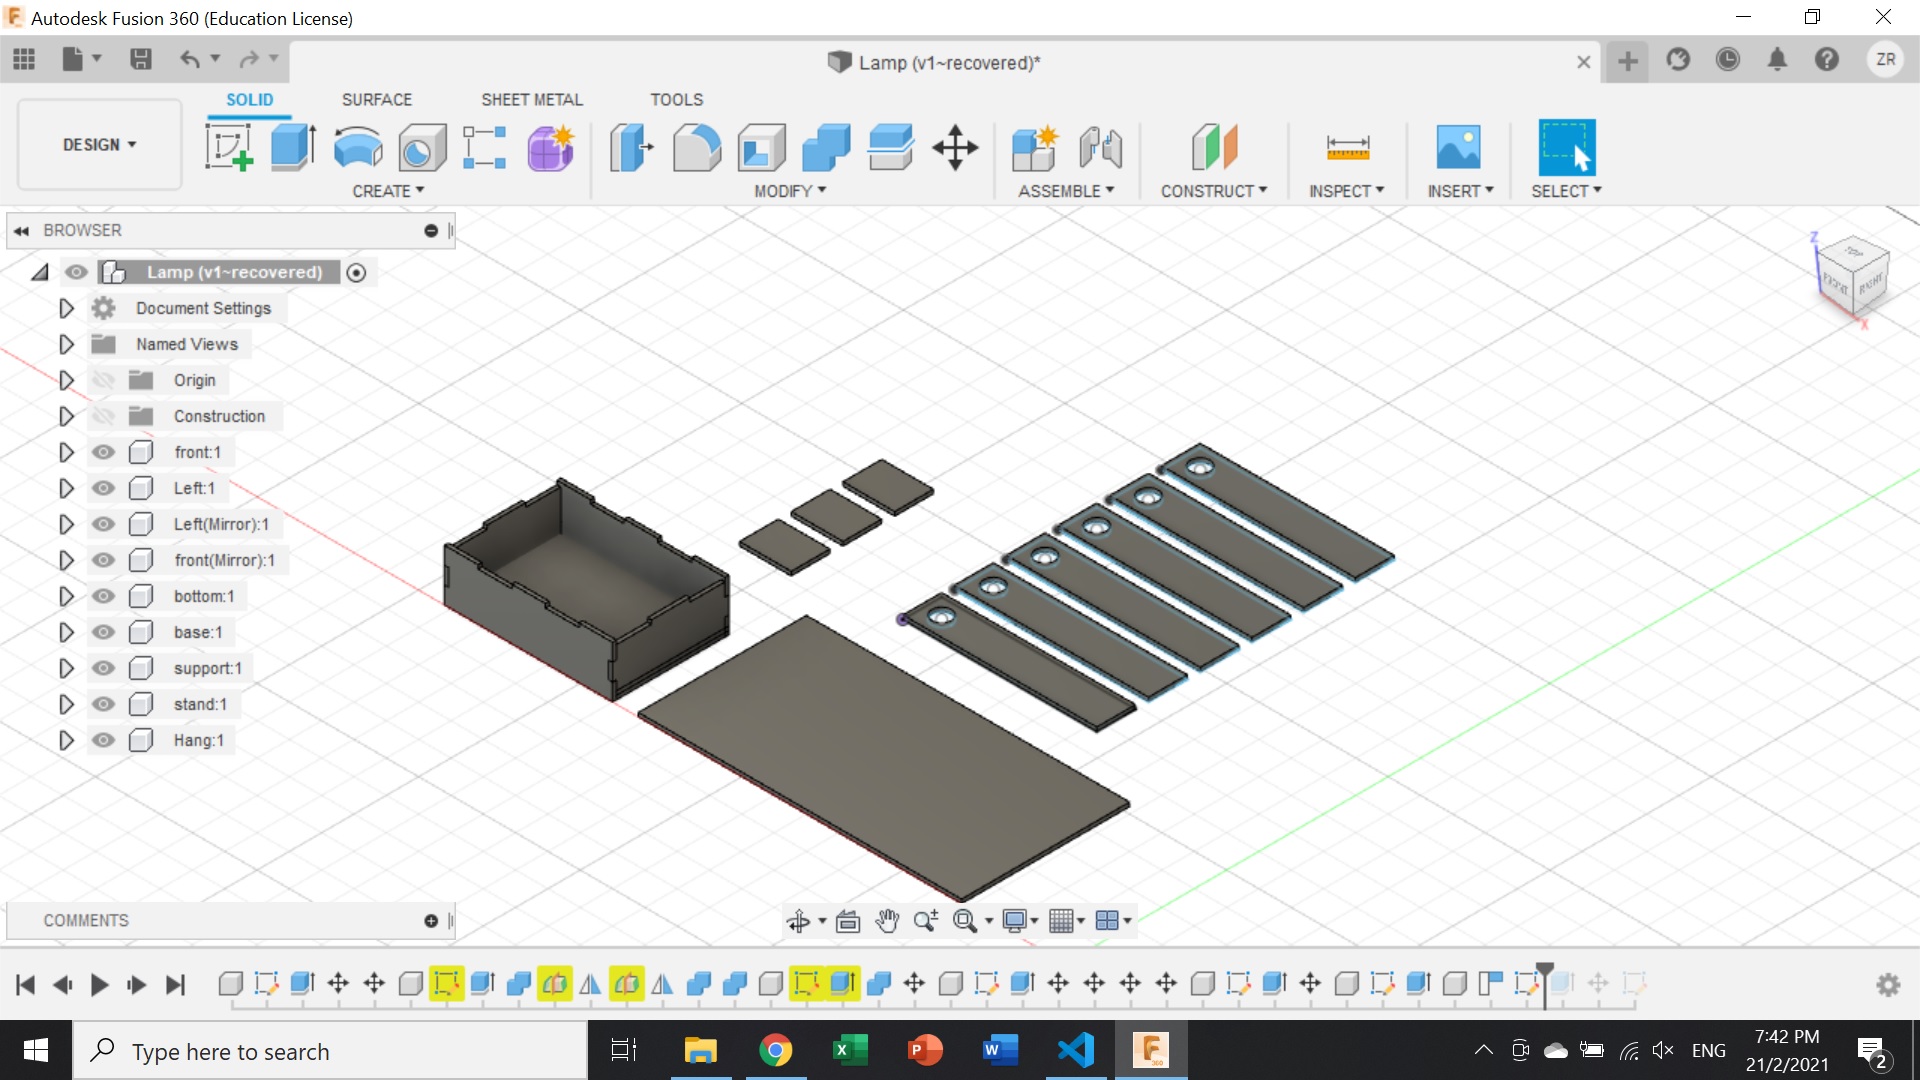 Autodesk Fusion 360 (Education License)
Lamp (v1~recovered)*
ZR
DESIGN
SOLID
SURFACE
SHEET METAL
TOOLS
CREATE
MODIFY
ASSEMBLE
CONSTRUCT
INSPECT
INSERT
SELECT
BROWSER
Lamp (v1~recovered)
Document Settings
Named Views
Origin
Construction
front:1
Left:1
Left(Mirror):1
front(Mirror):1
bottom:1
base:1
support:1
stand:1
Hang:1
Z
TOP
FRONT
RIGHT
X
COMMENTS
Type here to search
ENG
7:42 PM
21/2/2021
2